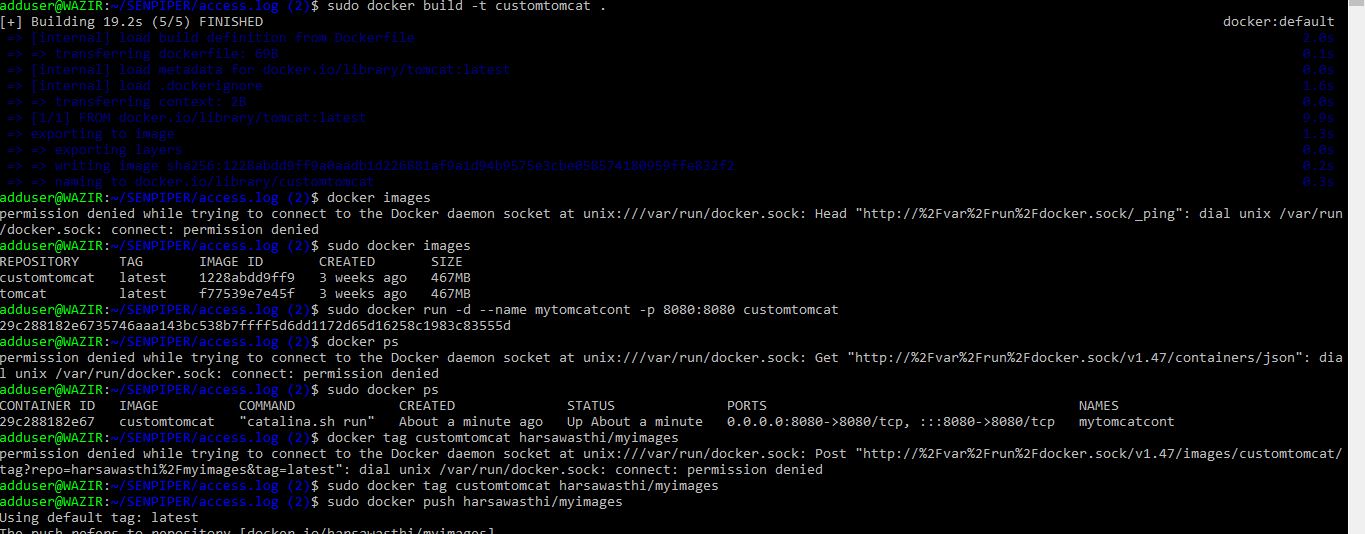 adduser@WAZIR:~/SENPIPER/access.log (2)$ sudo docker build -t customtomcat .
[+] Building 19.2s (5/5) FINISHED docker:default
=> [internal] load build definition from Dockerfile 2.0s
=> => transferring dockerfile: 60B 0.1s
=> [internal] load metadata for docker.io/library/tomcat:latest 0.0s
=> [internal] load .dockerignore 1.6s
=> => transferring context: 2B 0.0s
=> [1/1] FROM docker.io/library/tomcat:latest 0.9s
=> exporting to image 1.3s
=> => exporting layers 0.0s
=> => writing image 0.2s
=> => naming to docker.io/library/customtomcat 0.3s
adduser@WAZIR:~/SENPIPER/access.log (2)$ docker images
permission denied while trying to connect to the Docker daemon socket at unix:///var/run/docker.sock: Head "http://%2Fvar%2Frun%2Fdocker.sock/_ping": dial unix /var/run
/docker.sock: connect: permission denied
adduser@WAZIR:~/SENPIPER/access.log (2)$ sudo docker images
REPOSITORY TAG IMAGE ID CREATED SIZE
customtomcat latest 1228abdd9ff9 3 weeks ago 467MB
tomcat latest f77539e7e45f 3 weeks ago 467MB
adduser@WAZIR:~/SENPIPER/access.log (2)$ sudo docker run -d --name mytomcatcont -p 8080:8080 customtomcat
29c288182e6735746aaa143bc538b7ffff5d6dd1172d65d16258c1983c83555d
adduser@WAZIR:~/SENPIPER/access.log (2)$ docker ps
permission denied while trying to connect to the Docker daemon socket at unix:///var/run/docker.sock: Get "http://%2Fvar%2Frun%2Fdocker.sock/v1.47/containers/json": dia
l unix /var/run/docker.sock: connect: permission denied
adduser@WAZIR:~/SENPIPER/access.log (2)$ sudo docker ps
CONTAINER ID IMAGE COMMAND CREATED STATUS PORTS NAMES
29c288182e67 customtomcat "catalina.sh run" About a minute ago Up About a minute 0.0.0.0:8080->8080/tcp, :::8080->8080/tcp mytomcatcont
adduser@WAZIR:~/SENPIPER/access.log (2)$ docker tag customtomcat harsawasthi/myimages
permission denied while trying to connect to the Docker daemon socket at unix:///var/run/docker.sock: Post "http://%2Fvar%2Frun%2Fdocker.sock/v1.47/images/customtomcat/
tag?repo=harsawasthi%2Fmyimages&tag=latest": dial unix /var/run/docker.sock: connect: permission denied
adduser@WAZIR:~/SENPIPER/access.log (2)$ sudo docker tag customtomcat harsawasthi/myimages
adduser@WAZIR:~/SENPIPER/access.log (2)$ sudo docker push harsawasthi/myimages
Using default tag: latest
The push refers to repository [docker.io/harsawasthi/myimages]